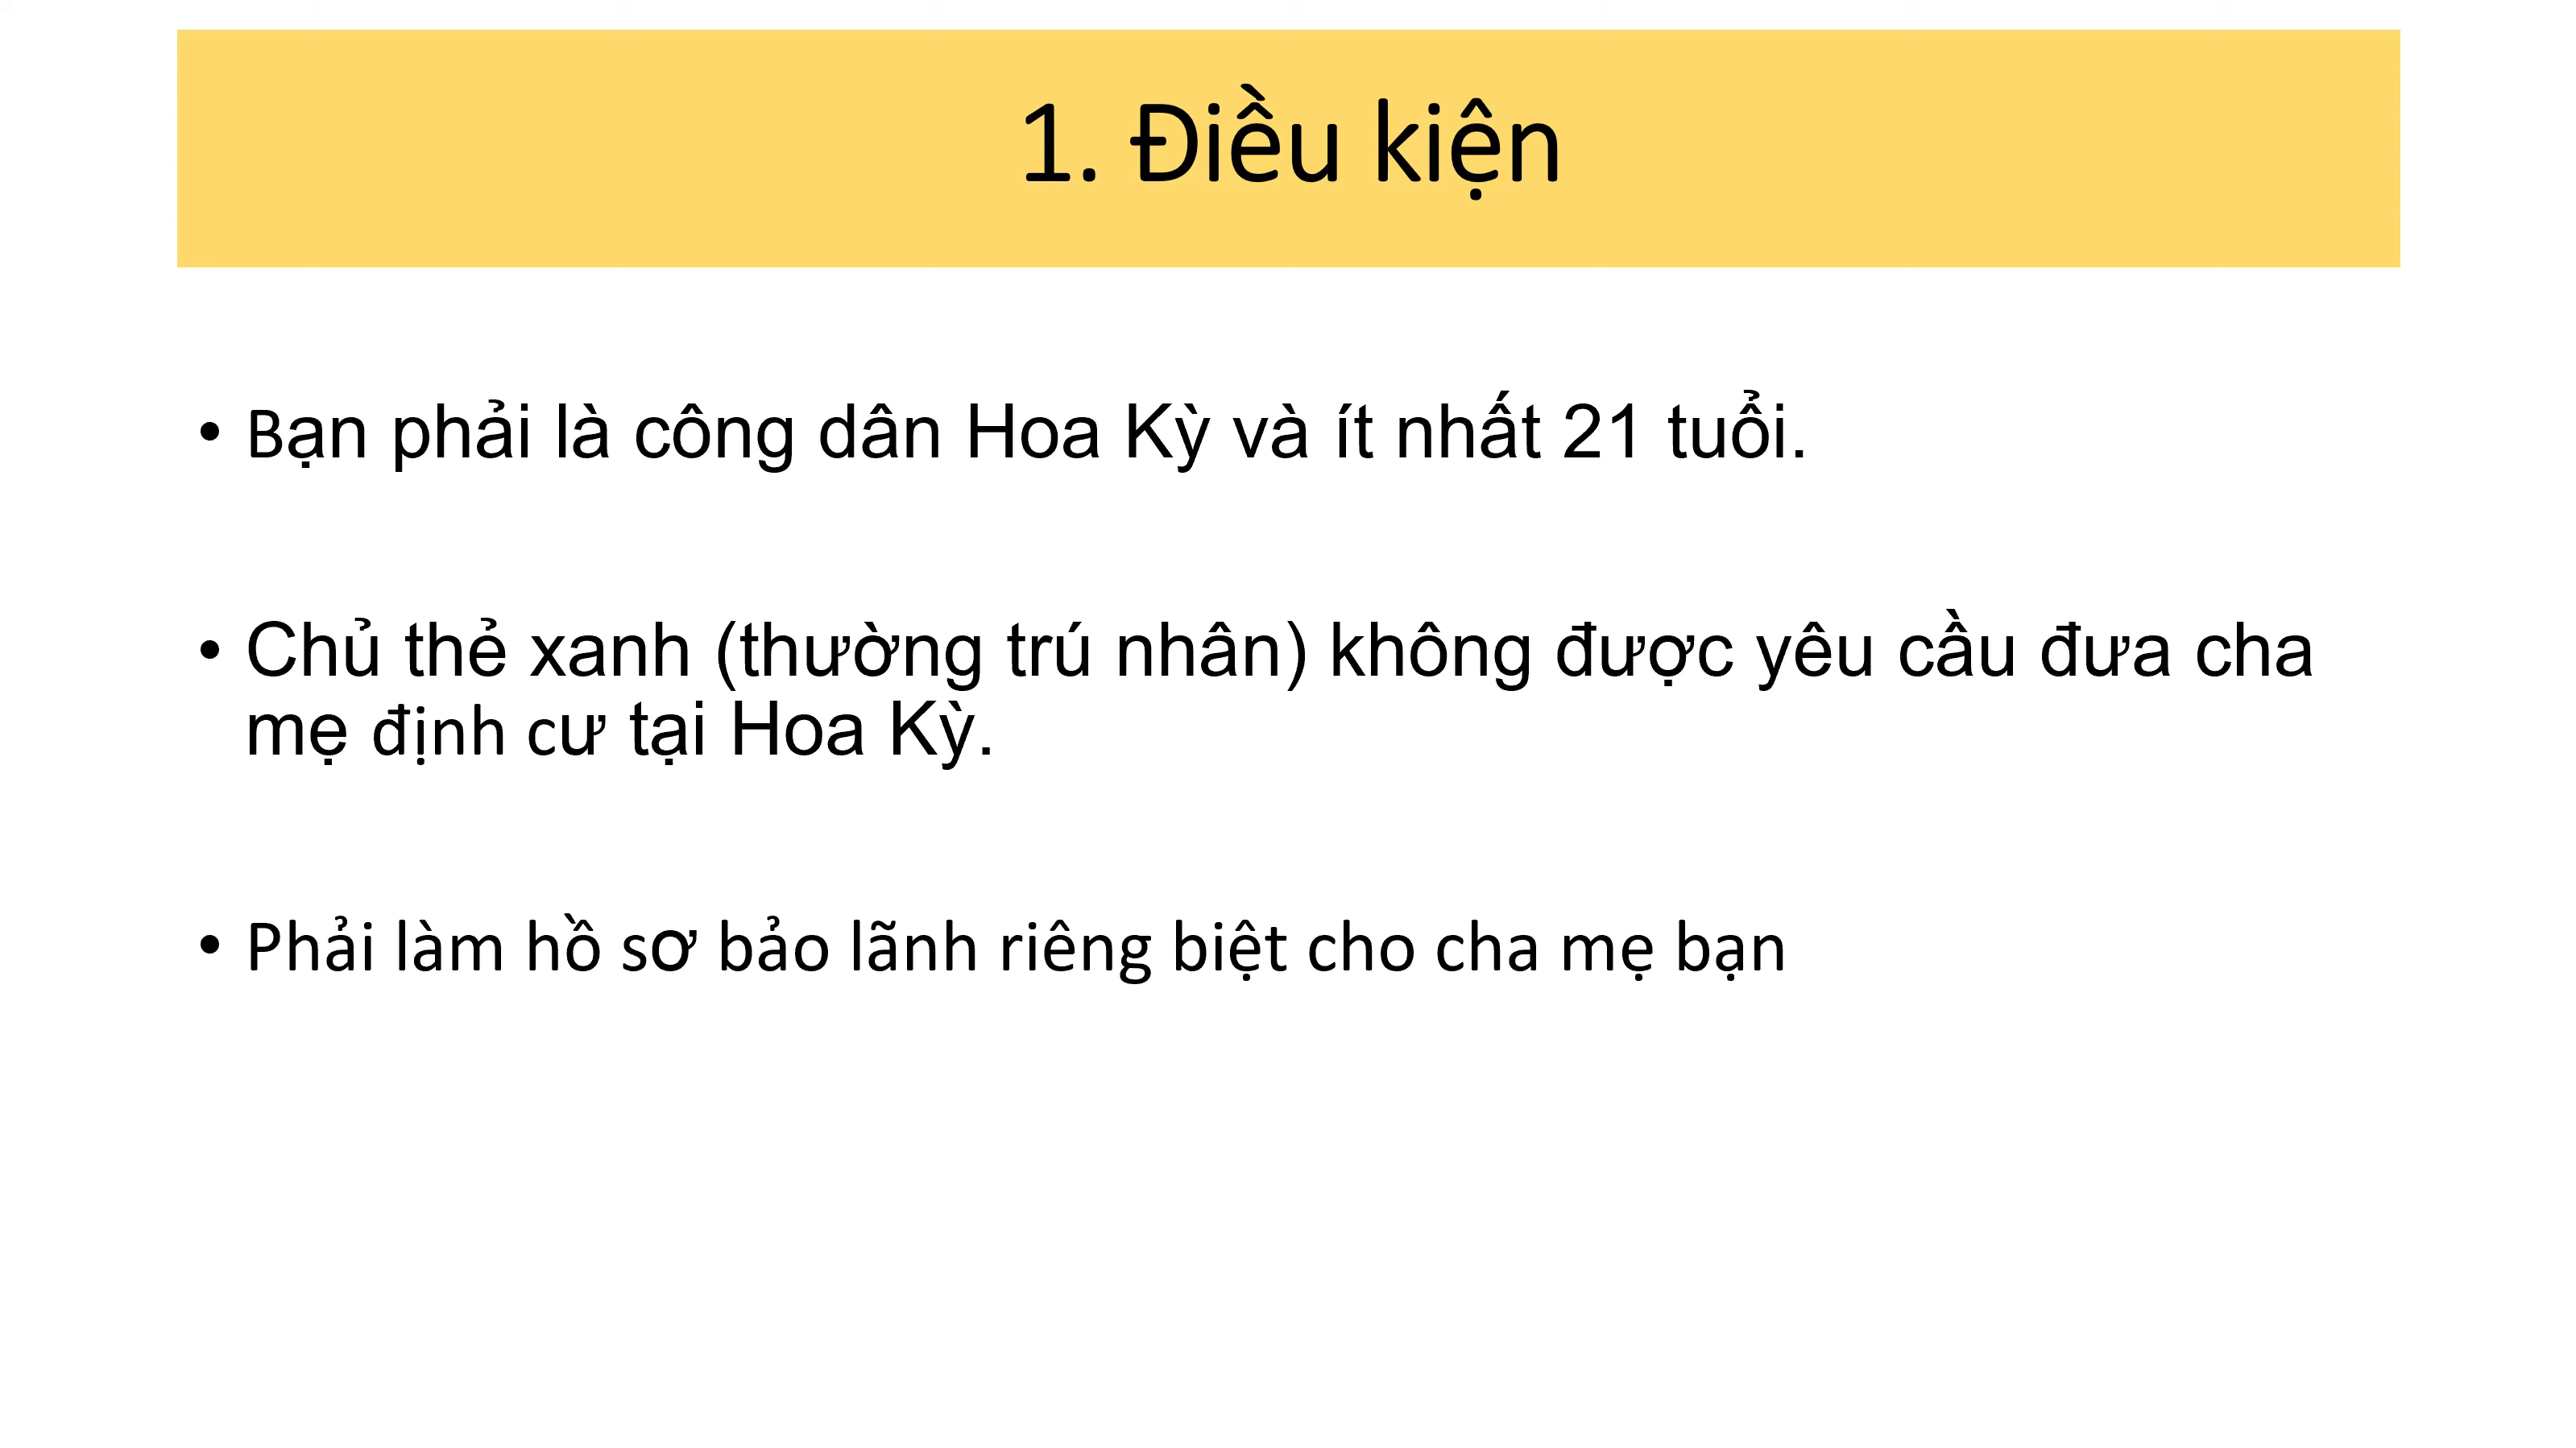 1. Điều kiện
• Bạn phải là công dân Hoa Kỳ và ít nhất 21 tuổi.
• Chủ thẻ xanh (thường trú nhân) không được yêu cầu đưa cha
mẹ định cư tại Hoa Kỳ.
• Phải làm hồ sơ bảo lãnh riêng biệt cho cha mẹ bạn